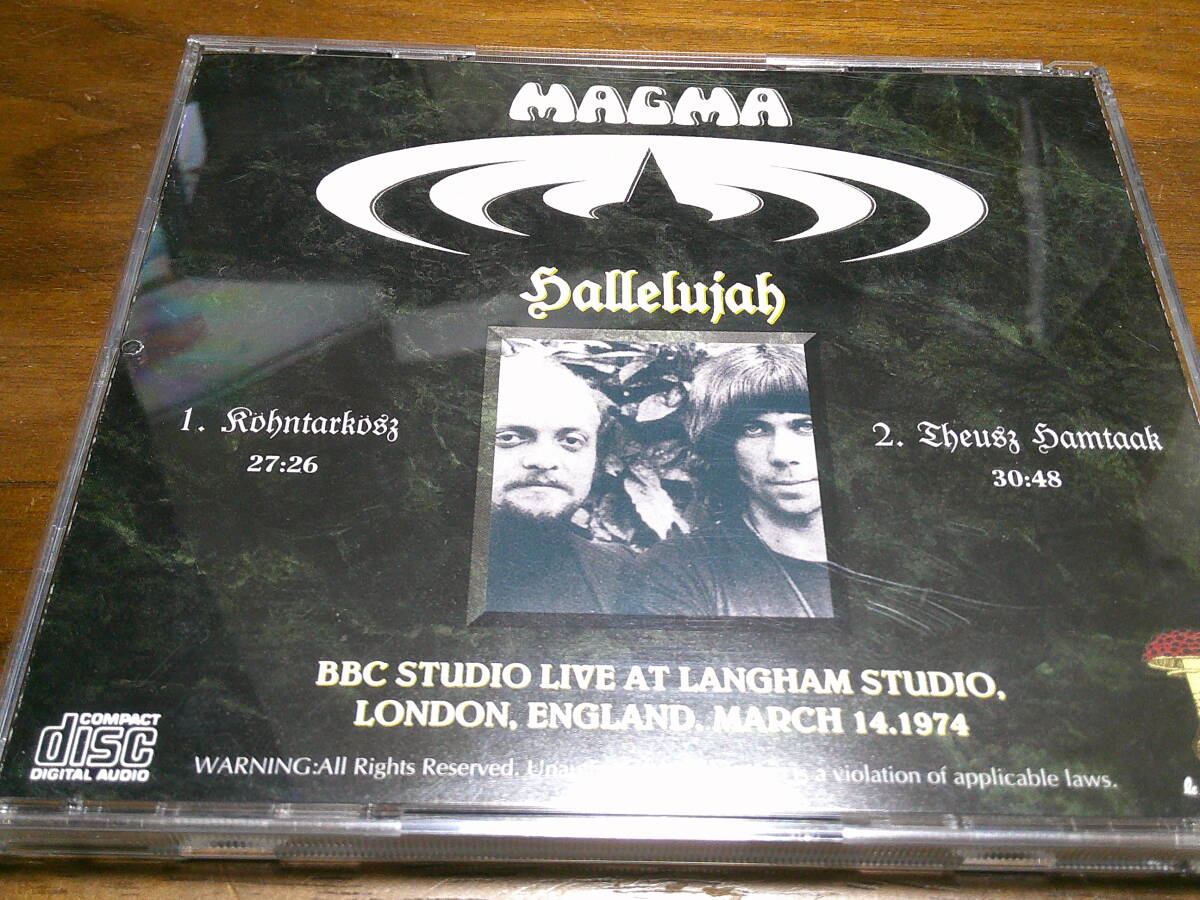 MAGMA
Hallelujah
1. Köhntarkösz
27:26
2. Theusz Hamtaak
30:48
BBC STUDIO LIVE AT LANGHAM STUDIO,
LONDON, ENGLAND, MARCH 14.1974
COMPACT
disc
DIGITAL AUDIO
WARNING:All Rights Reserved. is a violation of applicable laws.